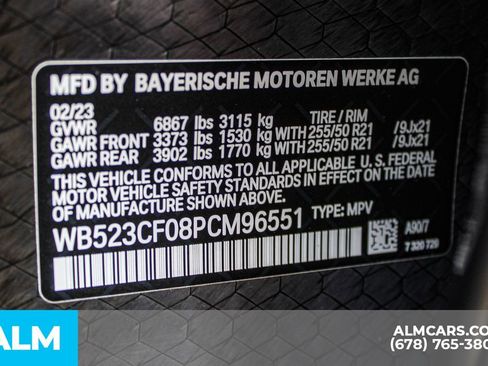 MFD BY BAYERISCHE MOTOREN WERKE AG
02/23
GVWR 6867 lbs 3115 kg TIRE / RIM
GAWR FRONT 3373 lbs 1530 kg WITH 255/50 R21 /9Jx21
GAWR REAR 3902 lbs 1770 kg WITH 255/50 R21 /9Jx21
THIS VEHICLE CONFORMS TO ALL APPLICABLE U.S. FEDERAL
MOTOR VEHICLE SAFETY STANDARDS IN EFFECT ON THE DATE
OF MANUFACTURE SHOWN ABOVE.
WB523CF08PCM96551 TYPE: MPV
A90/7
7 320 720
ALM
ALMCARS.CO
(678) 765-380